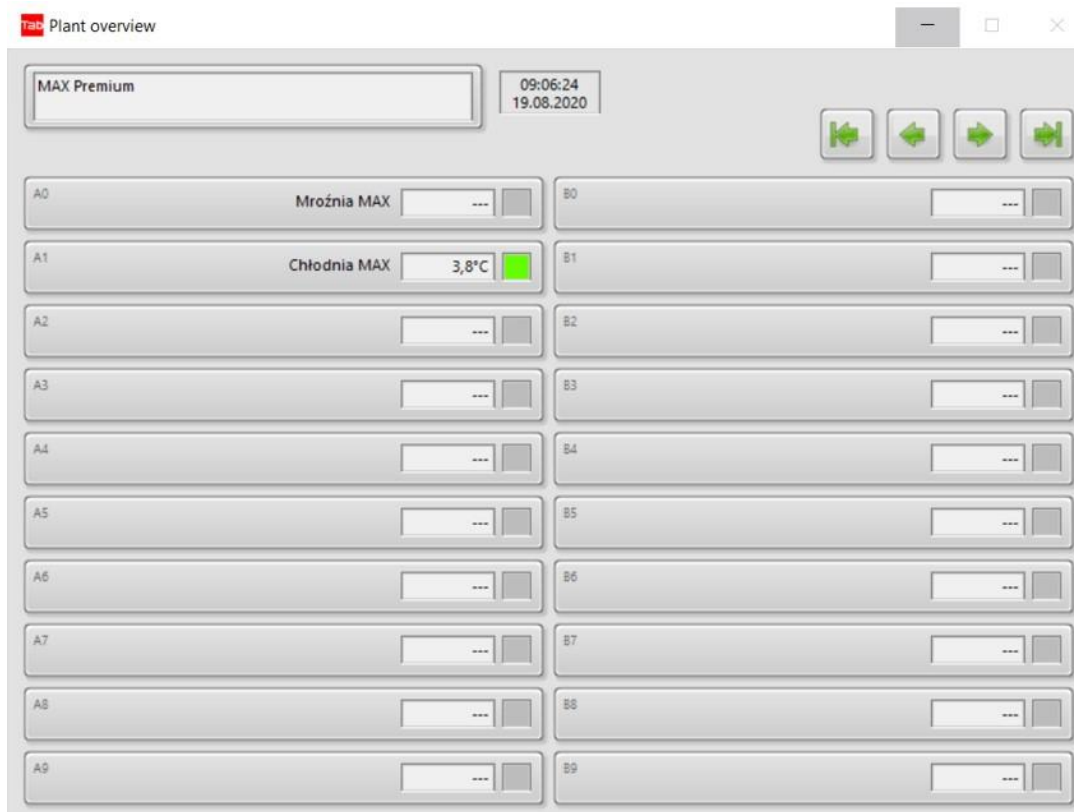 Tab Plant overview
MAX Premium
09:06:24
19.08.2020
A0 Mroźnia MAX ---
A1 Chłodnia MAX 3,8°C
A2 ---
A3 ---
A4 ---
A5 ---
A6 ---
A7 ---
A8 ---
A9 ---
B0 ---
B1 ---
B2 ---
B3 ---
B4 ---
B5 ---
B6 ---
B7 ---
B8 ---
B9 ---